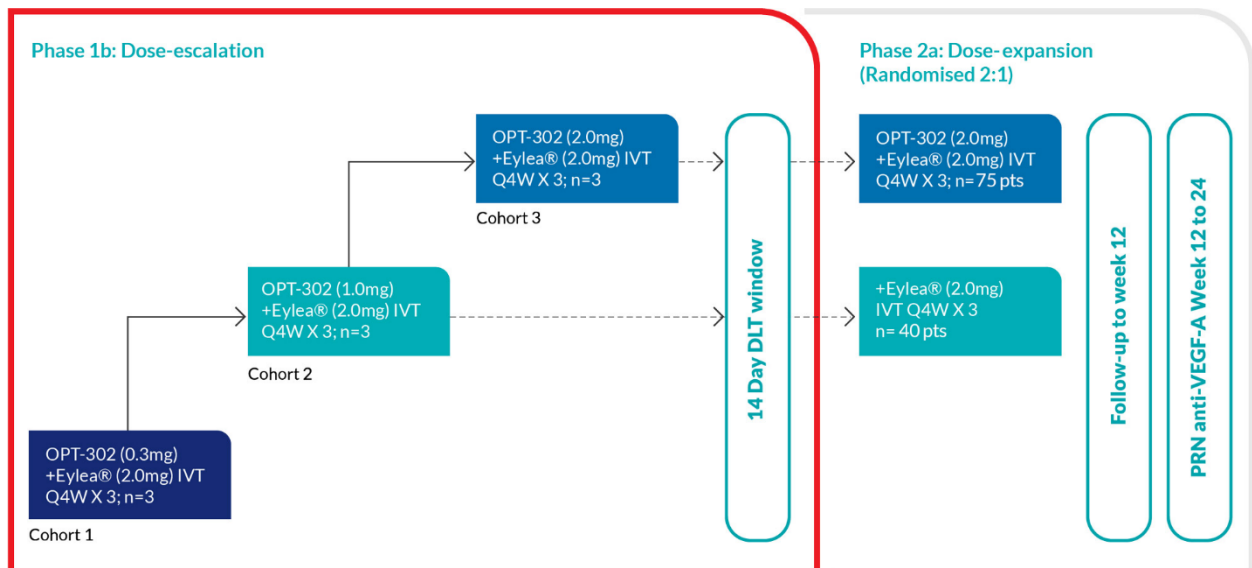 Phase 1b: Dose-escalation
OPT-302 (2.0mg)
+Eylea® (2.0mg) IVT
Q4W X 3; n=3
Cohort 3
OPT-302 (1.0mg)
+Eylea® (2.0mg) IVT
Q4W X 3; n=3
Cohort 2
OPT-302 (0.3mg)
+Eylea® (2.0mg) IVT
Q4W X 3; n=3
Cohort 1
14 Day DLT window
Phase 2a: Dose-expansion
(Randomised 2:1)
OPT-302 (2.0mg)
+Eylea® (2.0mg) IVT
Q4W X 3; n= 75 pts
+Eylea® (2.0mg)
IVT Q4W X 3
n= 40 pts
Follow-up to week 12
PRN anti-VEGF-A Week 12 to 24